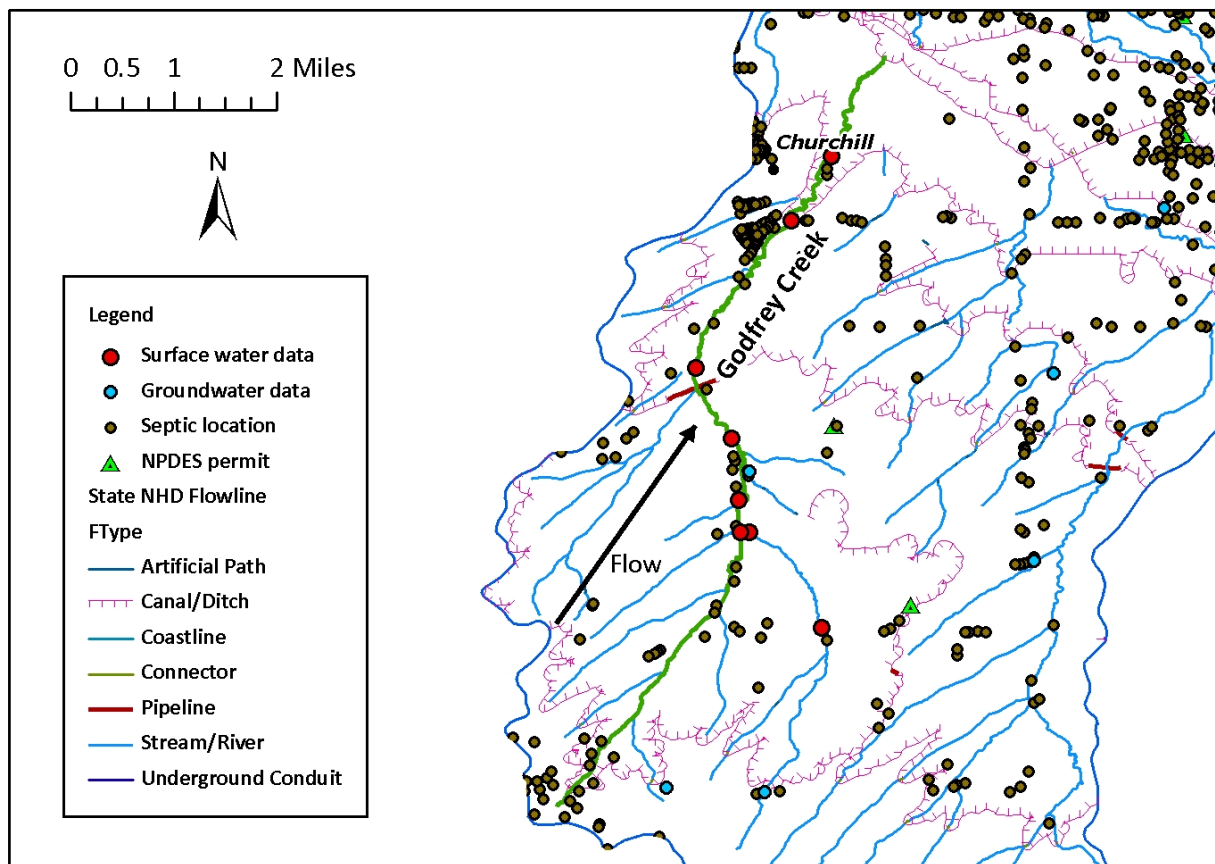 0 0.5 1 2 Miles
N
Churchill
Godfrey Creek
Flow
Legend
Surface water data
Groundwater data
Septic location
NPDES permit
State NHD Flowline
FType
Artificial Path
Canal/Ditch
Coastline
Connector
Pipeline
Stream/River
Underground Conduit